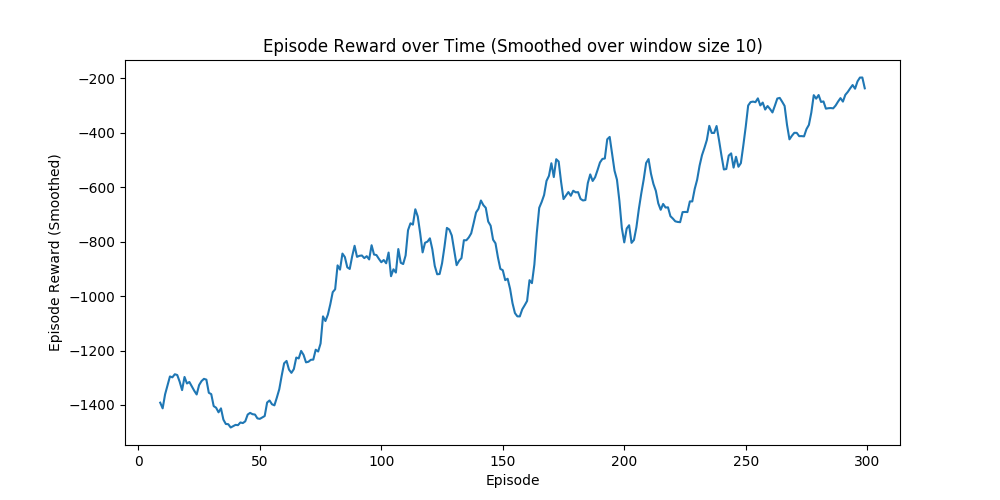 Episode Reward over Time (Smoothed over window size 10)
Episode Reward (Smoothed)
−200
−400
−600
−800
−1000
−1200
−1400
0 50 100 150 200 250 300
Episode